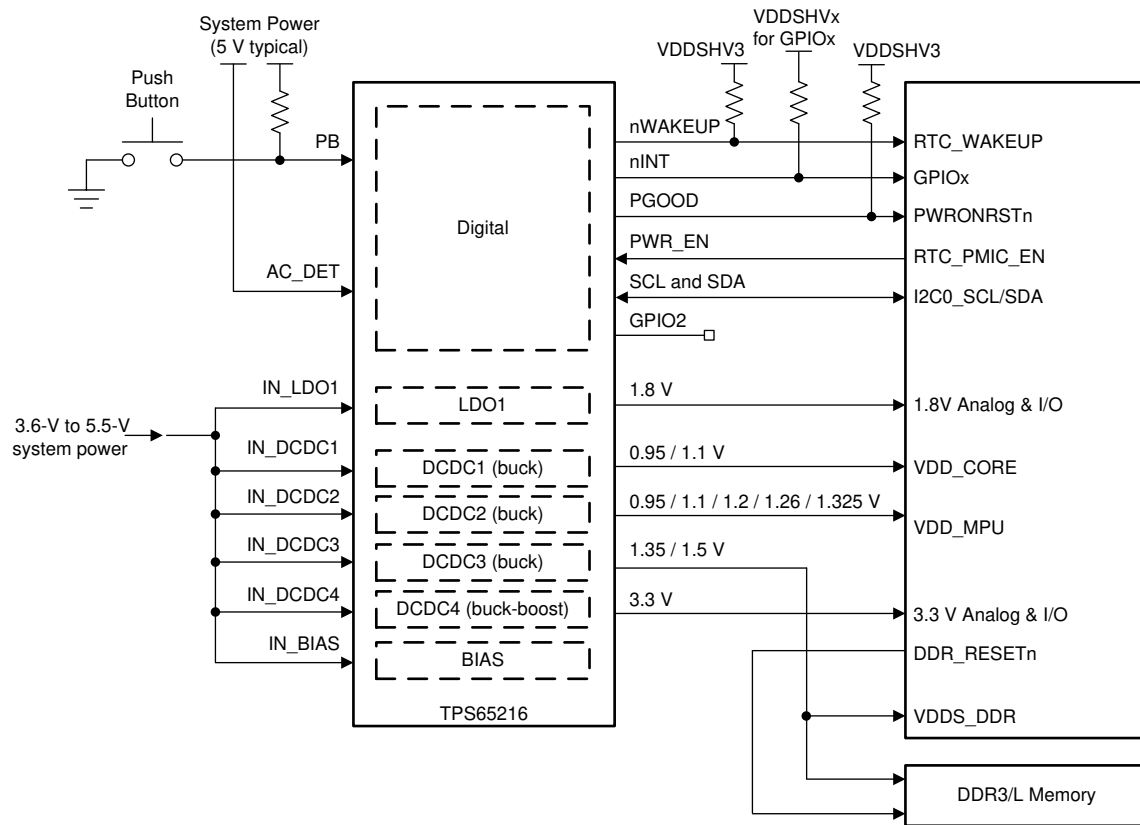 System Power
(5 V typical)
VDDSHVx
for GPIOx
VDDSHV3
VDDSHV3
Push
Button
PB
AC_DET
Digital
nWAKEUP
nINT
PGOOD
PWR_EN
SCL and SDA
GPIO2
RTC_WAKEUP
GPIOx
PWRONRSTn
RTC_PMIC_EN
I2C0_SCL/SDA
3.6-V to 5.5-V
system power
IN_LDO1
IN_DCDC1
IN_DCDC2
IN_DCDC3
IN_DCDC4
IN_BIAS
LDO1
DCDC1 (buck)
DCDC2 (buck)
DCDC3 (buck)
DCDC4 (buck-boost)
BIAS
TPS65216
1.8 V
0.95 / 1.1 V
0.95 / 1.1 / 1.2 / 1.26 / 1.325 V
1.35 / 1.5 V
3.3 V
1.8V Analog & I/O
VDD_CORE
VDD_MPU
3.3 V Analog & I/O
DDR_RESETn
VDDS_DDR
DDR3/L Memory